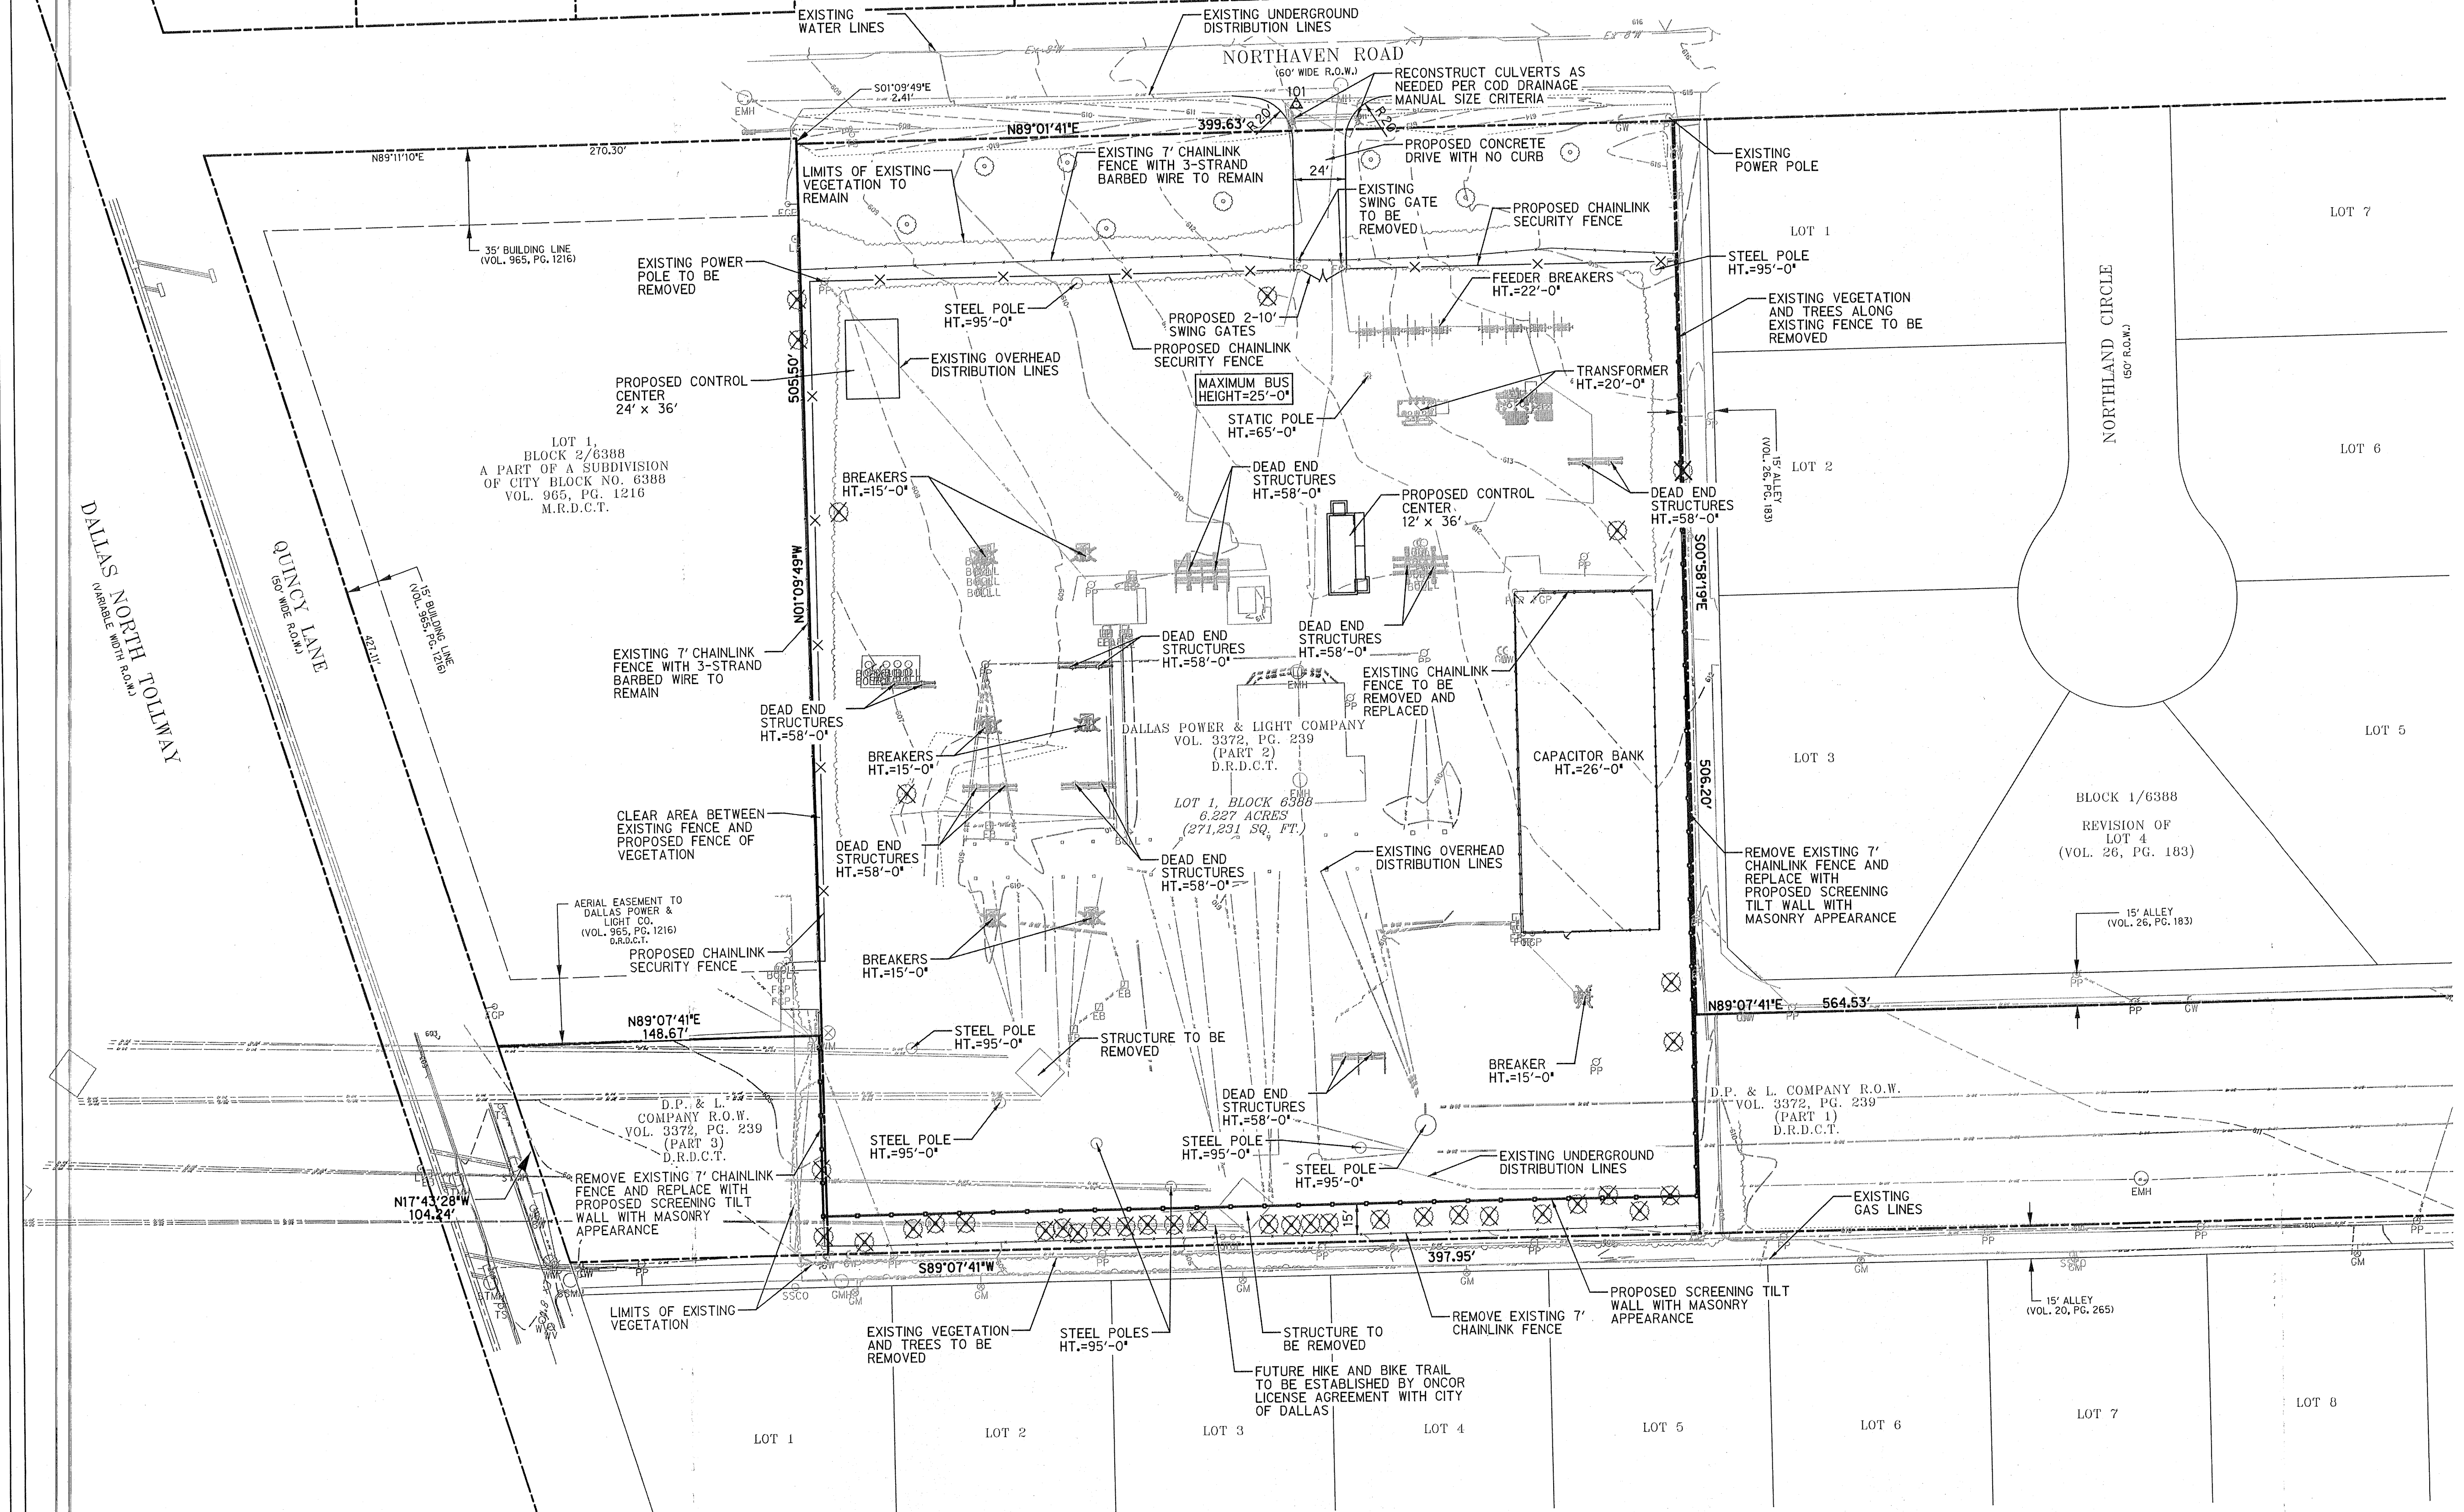 EXISTING
WATER LINES
EXISTING UNDERGROUND
DISTRIBUTION LINES
NORTHAVEN ROAD
(60' WIDE R.O.W.)
RECONSTRUCT CULVERTS AS
NEEDED PER COD DRAINAGE
MANUAL SIZE CRITERIA
S01°09'49"E
2.41'
EMH
101
N89°01'41"E
399.63'
R 20'
R 20'
N89°11'10"E
270.30'
35' BUILDING LINE
(VOL. 965, PG. 1216)
LIMITS OF EXISTING
VEGETATION TO
REMAIN
EXISTING 7' CHAINLINK
FENCE WITH 3-STRAND
BARBED WIRE TO REMAIN
PROPOSED CONCRETE
DRIVE WITH NO CURB
24'
EXISTING
SWING GATE
TO BE
REMOVED
PROPOSED CHAINLINK
SECURITY FENCE
EXISTING
POWER POLE
LOT 1
LOT 7
EXISTING POWER
POLE TO BE
REMOVED
STEEL POLE
HT.=95'-0"
STEEL POLE
HT.=95'-0"
PROPOSED 2-10'
SWING GATES
FEEDER BREAKERS
HT.=22'-0"
EXISTING VEGETATION
AND TREES ALONG
EXISTING FENCE TO BE
REMOVED
NORTHLAND CIRCLE
(50' R.O.W.)
PROPOSED CHAINLINK
SECURITY FENCE
EXISTING OVERHEAD
DISTRIBUTION LINES
505.50'
PROPOSED CONTROL
CENTER
24' x 36'
MAXIMUM BUS
HEIGHT=25'-0"
TRANSFORMER
HT.=20'-0"
STATIC POLE
HT.=65'-0"
15' ALLEY
(VOL. 26, PG. 183)
LOT 2
LOT 6
LOT 1,
BLOCK 2/6388
A PART OF A SUBDIVISION
OF CITY BLOCK NO. 6388
VOL. 965, PG. 1216
M.R.D.C.T.
BREAKERS
HT.=15'-0"
DEAD END
STRUCTURES
HT.=58'-0"
PROPOSED CONTROL
CENTER
12' x 36'
DEAD END
STRUCTURES
HT.=58'-0"
DALLAS NORTH TOLLWAY
(VARIABLE WIDTH R.O.W.)
QUINCY LANE
(50' WIDE R.O.W.)
427.11'
15' BUILDING LINE
(VOL. 965, PG. 1216)
N01°09'49"W
S00°58'19"E
EXISTING 7' CHAINLINK
FENCE WITH 3-STRAND
BARBED WIRE TO
REMAIN
DEAD END
STRUCTURES
HT.=58'-0"
DEAD END
STRUCTURES
HT.=58'-0"
EXISTING CHAINLINK
FENCE TO BE
REMOVED AND
REPLACED
EMH
DEAD END
STRUCTURES
HT.=58'-0"
DALLAS POWER & LIGHT COMPANY
VOL. 3372, PG. 239
(PART 2)
D.R.D.C.T.
BREAKERS
HT.=15'-0"
CAPACITOR BANK
HT.=26'-0"
506.20'
LOT 3
LOT 5
BLOCK 1/6388
REVISION OF
LOT 4
(VOL. 26, PG. 183)
LOT 1, BLOCK 6388
6.227 ACRES
(271,231 SQ. FT.)
EMH
CLEAR AREA BETWEEN
EXISTING FENCE AND
PROPOSED FENCE OF
VEGETATION
DEAD END
STRUCTURES
HT.=58'-0"
DEAD END
STRUCTURES
HT.=58'-0"
EXISTING OVERHEAD
DISTRIBUTION LINES
REMOVE EXISTING 7'
CHAINLINK FENCE AND
REPLACE WITH
PROPOSED SCREENING
TILT WALL WITH
MASONRY APPEARANCE
AERIAL EASEMENT TO
DALLAS POWER &
LIGHT CO.
(VOL. 965, PG. 1216)
D.R.D.C.T.
15' ALLEY
(VOL. 26, PG. 183)
PROPOSED CHAINLINK
SECURITY FENCE
BREAKERS
HT.=15'-0"
N89°07'41"E
148.67'
N89°07'41"E
564.53'
STEEL POLE
HT.=95'-0"
STRUCTURE TO BE
REMOVED
BREAKER
HT.=15'-0"
DEAD END
STRUCTURES
HT.=58'-0"
D.P. & L.
COMPANY R.O.W.
VOL. 3372, PG. 239
(PART 3)
D.R.D.C.T.
D.P. & L. COMPANY R.O.W.
VOL. 3372, PG. 239
(PART 1)
D.R.D.C.T.
STEEL POLE
HT.=95'-0"
STEEL POLE
HT.=95'-0"
STEEL POLE
HT.=95'-0"
EXISTING UNDERGROUND
DISTRIBUTION LINES
EMH
N17°43'28"W
104.24'
REMOVE EXISTING 7' CHAINLINK
FENCE AND REPLACE WITH
PROPOSED SCREENING TILT
WALL WITH MASONRY
APPEARANCE
EXISTING
GAS LINES
15'
S89°07'41"W
397.95'
STMH
TS
SSCO
GMH
GM
GM
GM
GM
GM
GM
15' ALLEY
(VOL. 20, PG. 265)
LIMITS OF EXISTING
VEGETATION
EXISTING VEGETATION
AND TREES TO BE
REMOVED
STEEL POLES
HT.=95'-0"
STRUCTURE TO
BE REMOVED
REMOVE EXISTING 7'
CHAINLINK FENCE
PROPOSED SCREENING TILT
WALL WITH MASONRY
APPEARANCE
FUTURE HIKE AND BIKE TRAIL
TO BE ESTABLISHED BY ONCOR
LICENSE AGREEMENT WITH CITY
OF DALLAS
LOT 1
LOT 2
LOT 3
LOT 4
LOT 5
LOT 6
LOT 7
LOT 8